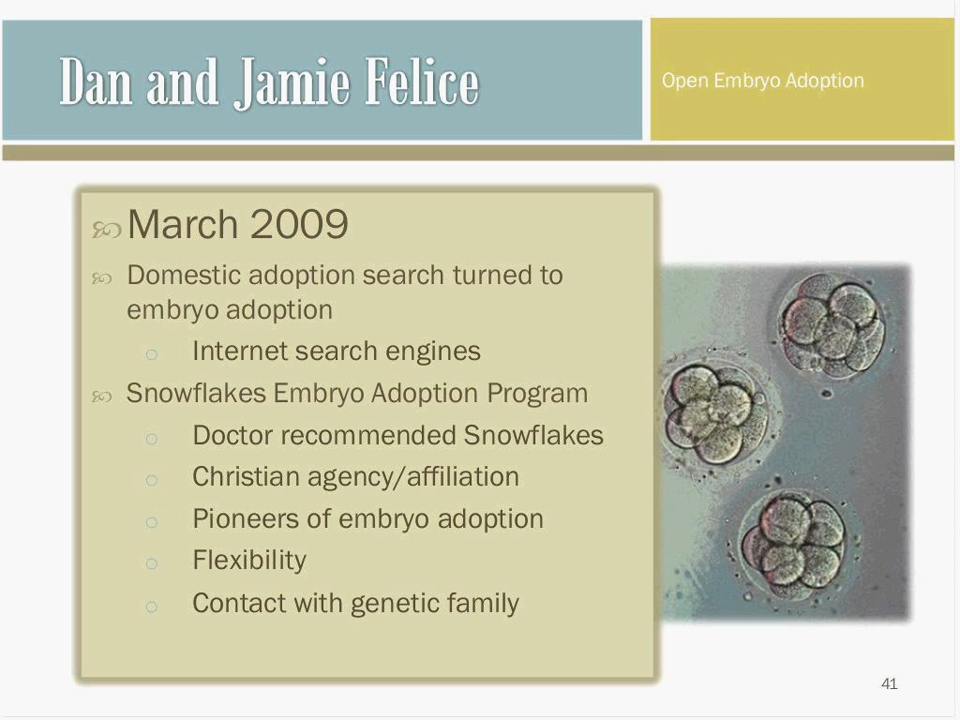 Dan and Jamie Felice
Open Embryo Adoption
March 2009
Domestic adoption search turned to
embryo adoption
Internet search engines
Snowflakes Embryo Adoption Program
Doctor recommended Snowflakes
Christian agency/affiliation
Pioneers of embryo adoption
Flexibility
Contact with genetic family
41